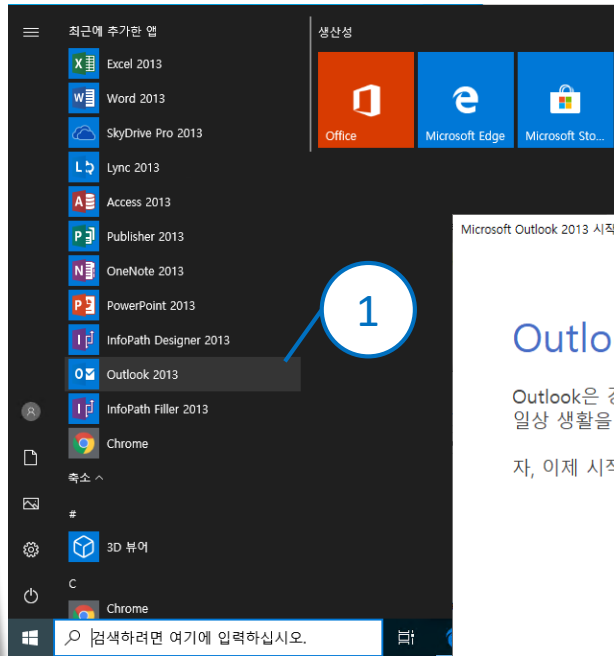 최근에 추가한 앱
Excel 2013
Word 2013
SkyDrive Pro 2013
Lync 2013
Access 2013
Publisher 2013
OneNote 2013
PowerPoint 2013
InfoPath Designer 2013
Outlook 2013
InfoPath Filler 2013
Chrome
축소
#
3D 뷰어
C
Chrome
검색하려면 여기에 입력하십시오.
생산성
Office
Microsoft Edge
Microsoft Sto...
1
Microsoft Outlook 2013 시작
Outlo
Outlook은
일상 생활을
자, 이제 시작